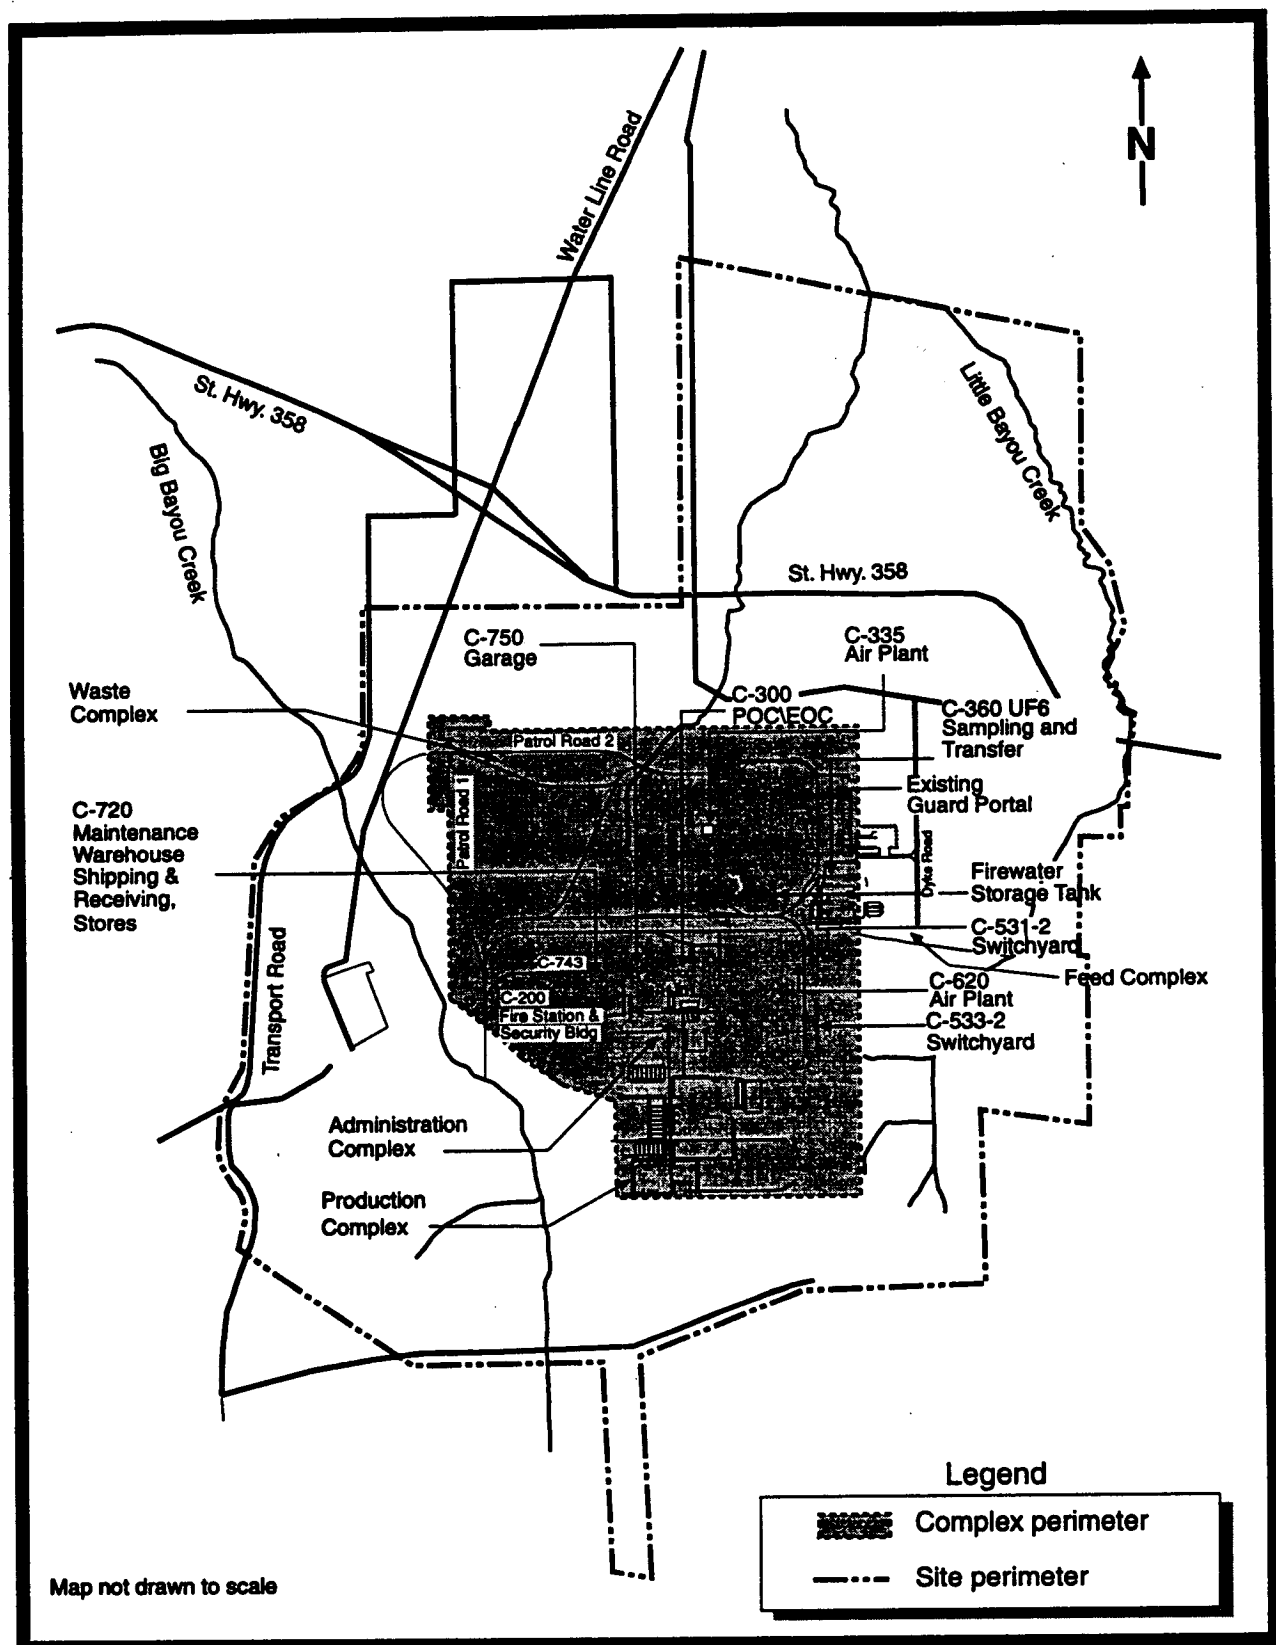 N
Water Line Road
St. Hwy. 358
Big Bayou Creek
Little Bayou Creek
St. Hwy. 358
C-750
Garage
C-335
Air Plant
Waste
Complex
C-300
POC\EOC
C-360 UF6
Sampling and
Transfer
Patrol Road 2
Patrol Road 1
Existing
Guard Portal
C-720
Maintenance
Warehouse
Shipping &
Receiving,
Stores
Dyke Road
Firewater
Storage Tank
C-531-2
Switchyard
Feed Complex
Transport Road
C-743
C-200
Fire Station &
Security Bldg
C-620
Air Plant
C-533-2
Switchyard
Administration
Complex
Production
Complex
Legend
Complex perimeter
Site perimeter
Map not drawn to scale